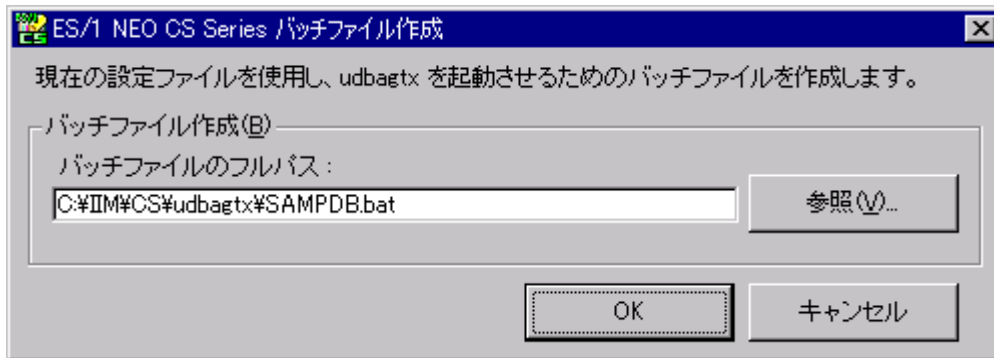 ES/1 NEO CS Series バッチファイル作成
現在の設定ファイルを使用し、udbagtx を起動させるためのバッチファイルを作成します。
バッチファイル作成(B)
バッチファイルのフルパス：
C:¥IIM¥CS¥udbagtx¥SAMPDB.bat
参照(V)...
OK
キャンセル